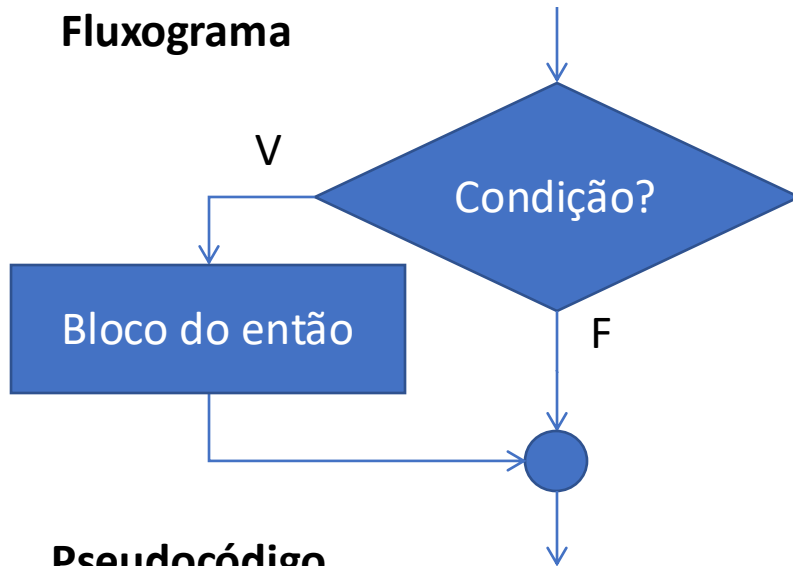 Fluxograma
V
Condição?
Bloco do então
F
Pseudocódigo